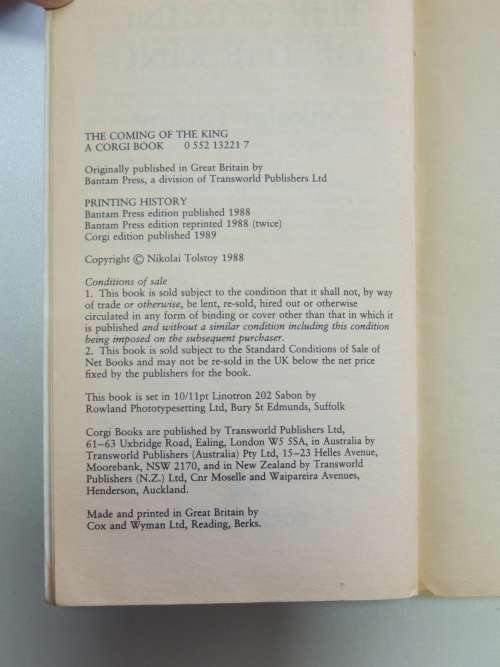 THE COMING OF THE KING
A CORGI BOOK 0 552 13221 7
Originally published in Great Britain by
Bantam Press, a division of Transworld Publishers Ltd
PRINTING HISTORY
Bantam Press edition published 1988
Bantam Press edition reprinted 1988 (twice)
Corgi edition published 1989
Copyright © Nikolai Tolstoy 1988
Conditions of sale
1. This book is sold subject to the condition that it shall not, by way
of trade or otherwise, be lent, re-sold, hired out or otherwise
circulated in any form of binding or cover other than that in which it
is published and without a similar condition including this condition
being imposed on the subsequent purchaser.
2. This book is sold subject to the Standard Conditions of Sale of
Net Books and may not be re-sold in the UK below the net price
fixed by the publishers for the book.
This book is set in 10/11pt Linotron 202 Sabon by
Rowland Phototypesetting Ltd, Bury St Edmunds, Suffolk
Corgi Books are published by Transworld Publishers Ltd,
61–63 Uxbridge Road, Ealing, London W5 5SA, in Australia by
Transworld Publishers (Australia) Pty Ltd, 15–23 Helles Avenue,
Moorebank, NSW 2170, and in New Zealand by Transworld
Publishers (N.Z.) Ltd, Cnr Moselle and Waipareira Avenues,
Henderson, Auckland.
Made and printed in Great Britain by
Cox and Wyman Ltd, Reading, Berks.